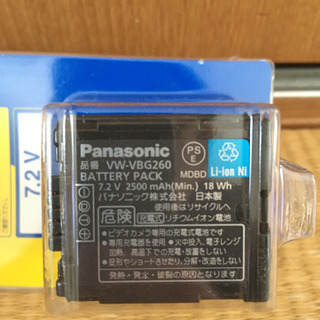 7.2 V
Panasonic
品番 VW-VBG260
BATTERY PACK
7.2 V 2500 mAh(Min.) 18 Wh
パナソニック株式会社 日本製
使用後はリサイクルへ
PS
E
MDBD
Li-ion Ni
危険 充電式リチウムイオン電池
●ビデオカメラ専用の充電式電池です
●専用充電器を使用 ●火中投入、電子レンジ
加熱、高温下での充電・放置をしない
●変形やショートさせたり、分解・改造をしない
発熱・発火・破裂の原因となります